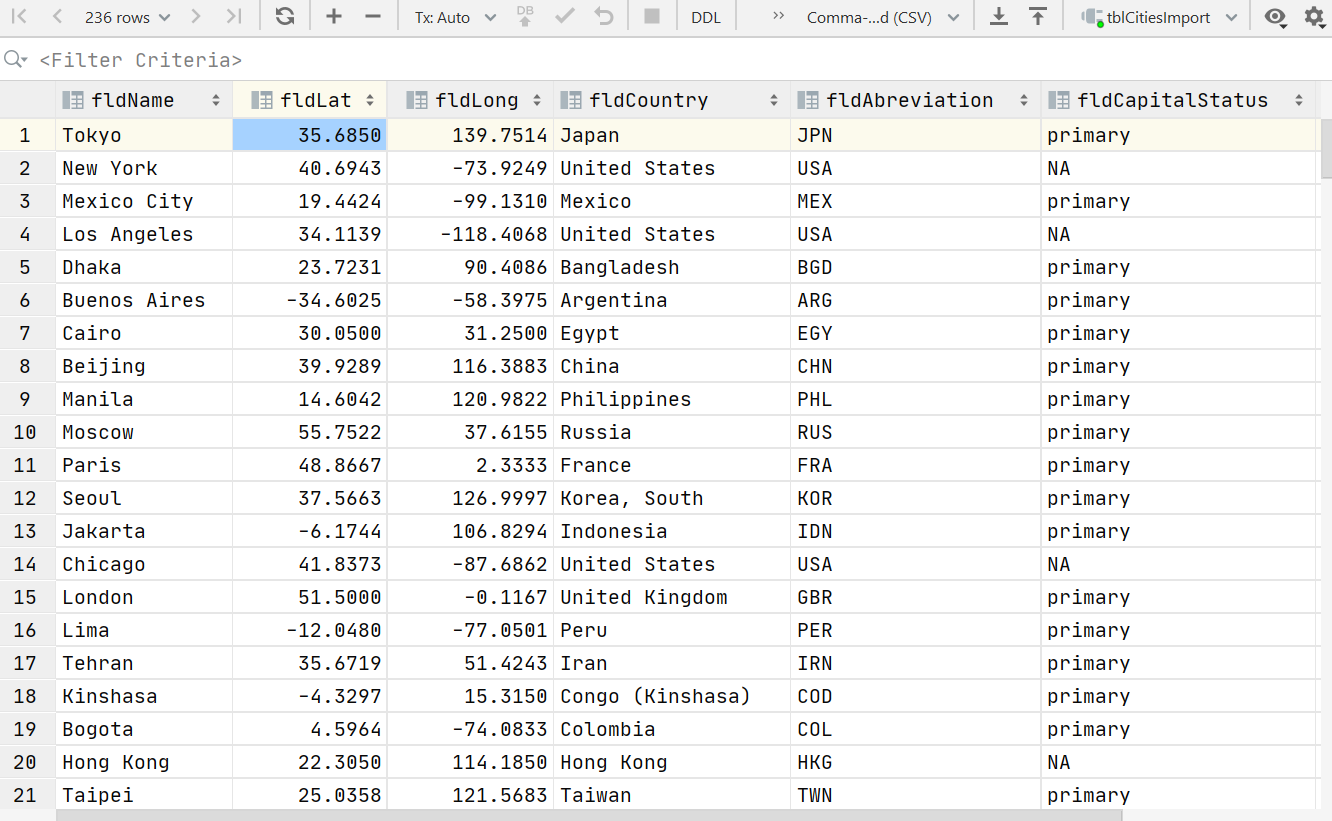 236 rows Tx: Auto DB DDL >> Comma-...d (CSV) tblCitiesImport
<Filter Criteria>
fldName fldLat fldLong fldCountry fldAbreviation fldCapitalStatus
1 Tokyo 35.6850 139.7514 Japan JPN primary
2 New York 40.6943 -73.9249 United States USA NA
3 Mexico City 19.4424 -99.1310 Mexico MEX primary
4 Los Angeles 34.1139 -118.4068 United States USA NA
5 Dhaka 23.7231 90.4086 Bangladesh BGD primary
6 Buenos Aires -34.6025 -58.3975 Argentina ARG primary
7 Cairo 30.0500 31.2500 Egypt EGY primary
8 Beijing 39.9289 116.3883 China CHN primary
9 Manila 14.6042 120.9822 Philippines PHL primary
10 Moscow 55.7522 37.6155 Russia RUS primary
11 Paris 48.8667 2.3333 France FRA primary
12 Seoul 37.5663 126.9997 Korea, South KOR primary
13 Jakarta -6.1744 106.8294 Indonesia IDN primary
14 Chicago 41.8373 -87.6862 United States USA NA
15 London 51.5000 -0.1167 United Kingdom GBR primary
16 Lima -12.0480 -77.0501 Peru PER primary
17 Tehran 35.6719 51.4243 Iran IRN primary
18 Kinshasa -4.3297 15.3150 Congo (Kinshasa) COD primary
19 Bogota 4.5964 -74.0833 Colombia COL primary
20 Hong Kong 22.3050 114.1850 Hong Kong HKG NA
21 Taipei 25.0358 121.5683 Taiwan TWN primary